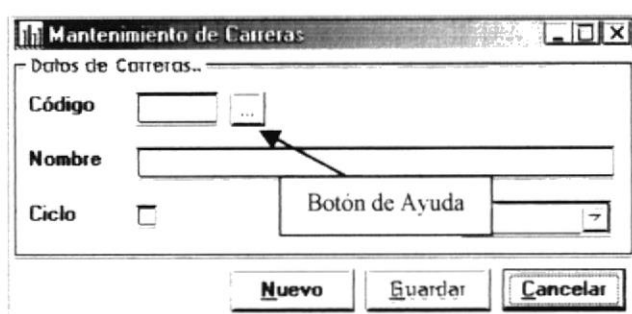 Mantenimiento de Carreras
Datos de Carreras..
Código
...
Nombre
Botón de Ayuda
Ciclo
Nuevo Guardar Cancelar